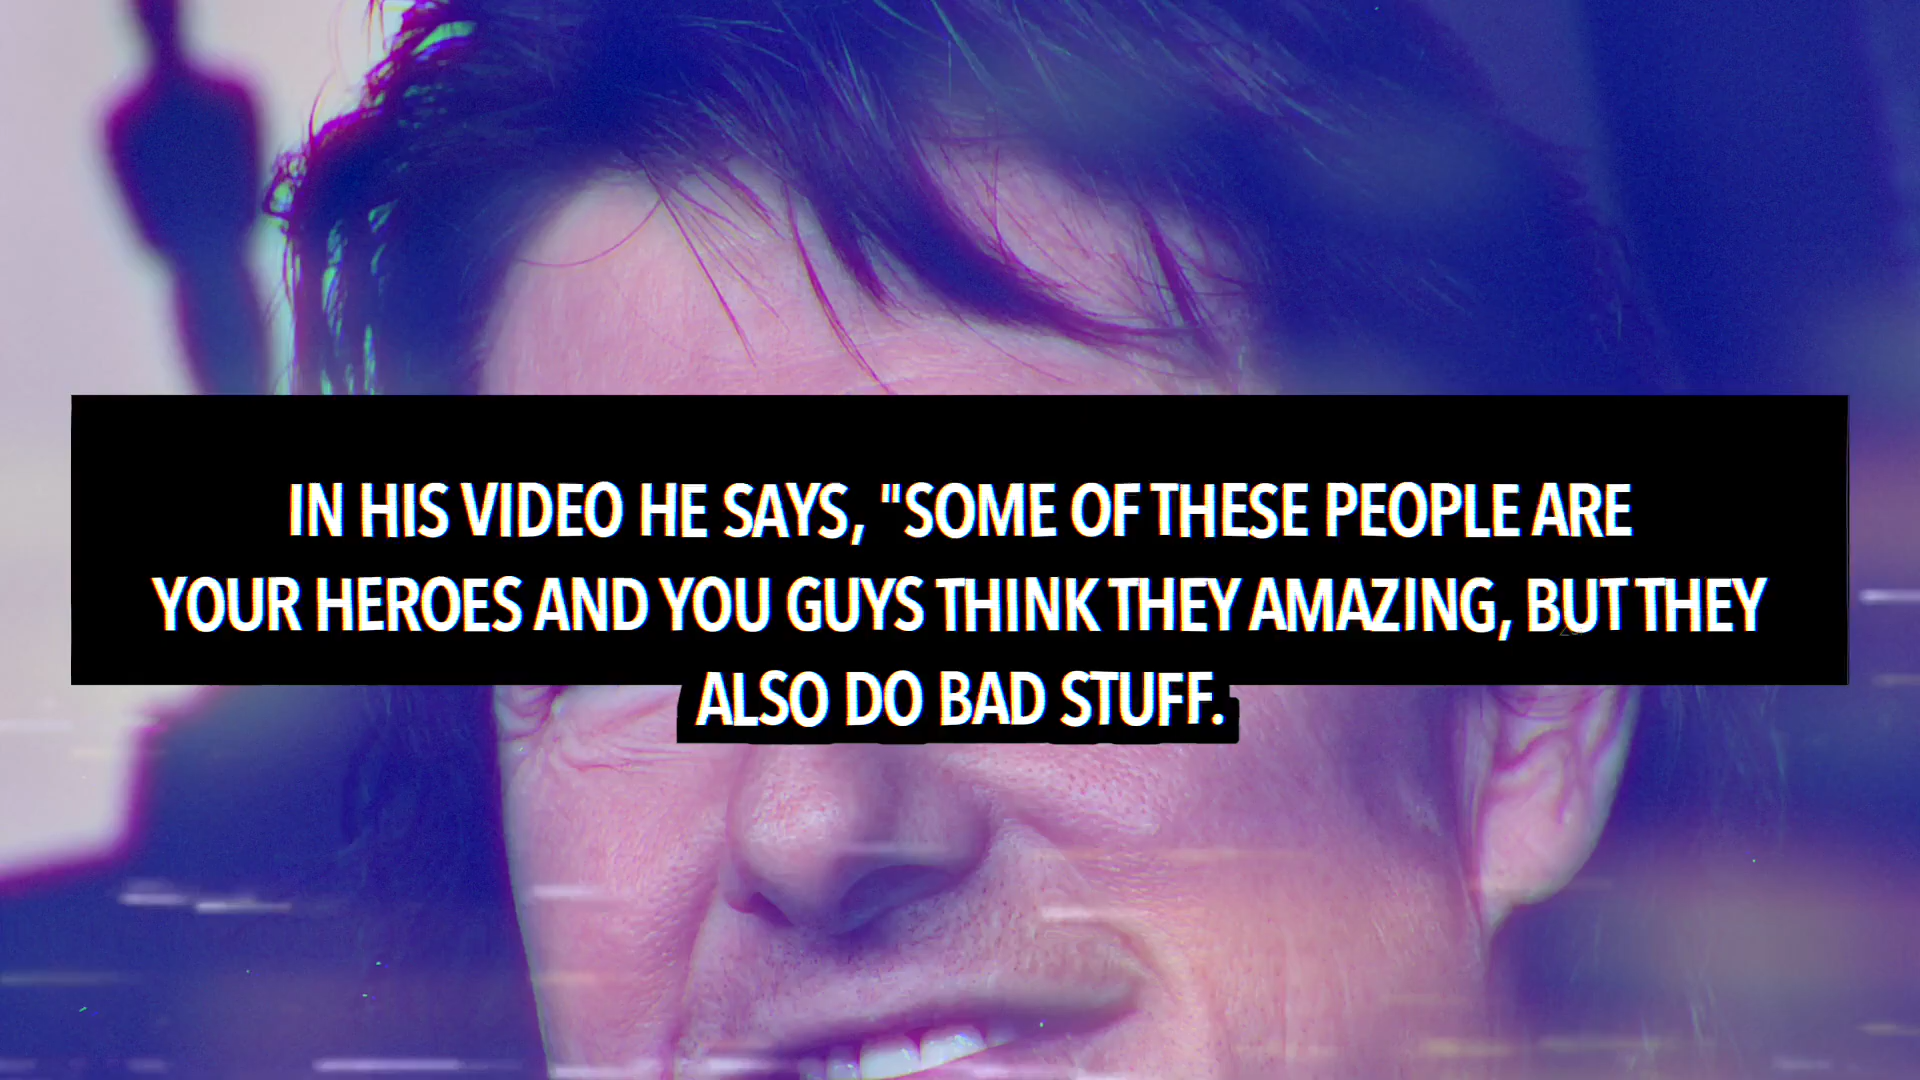 IN HIS VIDEO HE SAYS, "SOME OF THESE PEOPLE ARE
YOUR HEROES AND YOU GUYS THINK THEY AMAZING, BUT THEY
ALSO DO BAD STUFF.